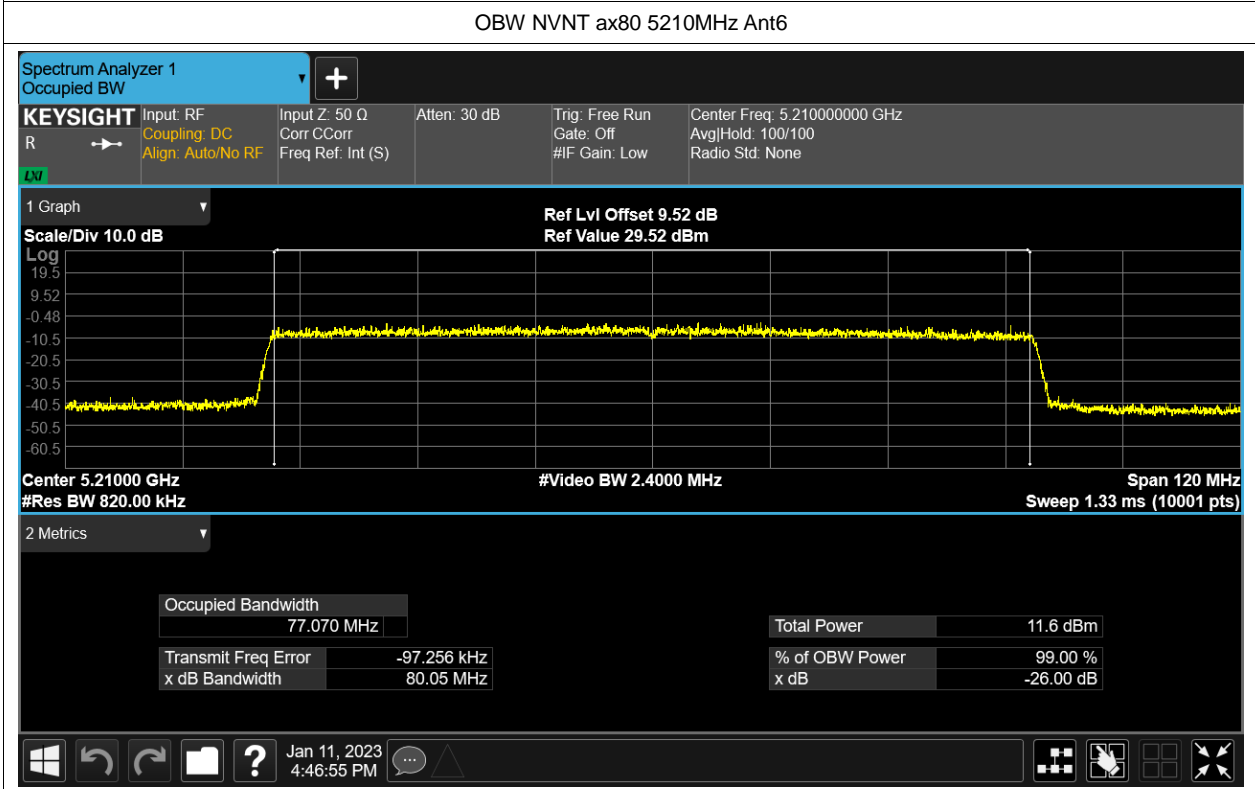 OBW NVNT ax80 5210MHz Ant6
Spectrum Analyzer 1
Occupied BW
KEYSIGHT
R
LXI
Input: RF
Coupling: DC
Align: Auto/No RF
Input Z: 50 Ω
Corr CCorr
Freq Ref: Int (S)
Atten: 30 dB
Trig: Free Run
Gate: Off
#IF Gain: Low
Center Freq: 5.210000000 GHz
Avg|Hold: 100/100
Radio Std: None
1 Graph
Scale/Div 10.0 dB
Ref Lvl Offset 9.52 dB
Ref Value 29.52 dBm
Log
19.5
9.52
-0.48
-10.5
-20.5
-30.5
-40.5
-50.5
-60.5
Center 5.21000 GHz
#Video BW 2.4000 MHz
Span 120 MHz
#Res BW 820.00 kHz
Sweep 1.33 ms (10001 pts)
2 Metrics
Occupied Bandwidth
77.070 MHz
Total Power 11.6 dBm
Transmit Freq Error -97.256 kHz
% of OBW Power 99.00 %
x dB Bandwidth 80.05 MHz
x dB -26.00 dB
?
Jan 11, 2023
4:46:55 PM